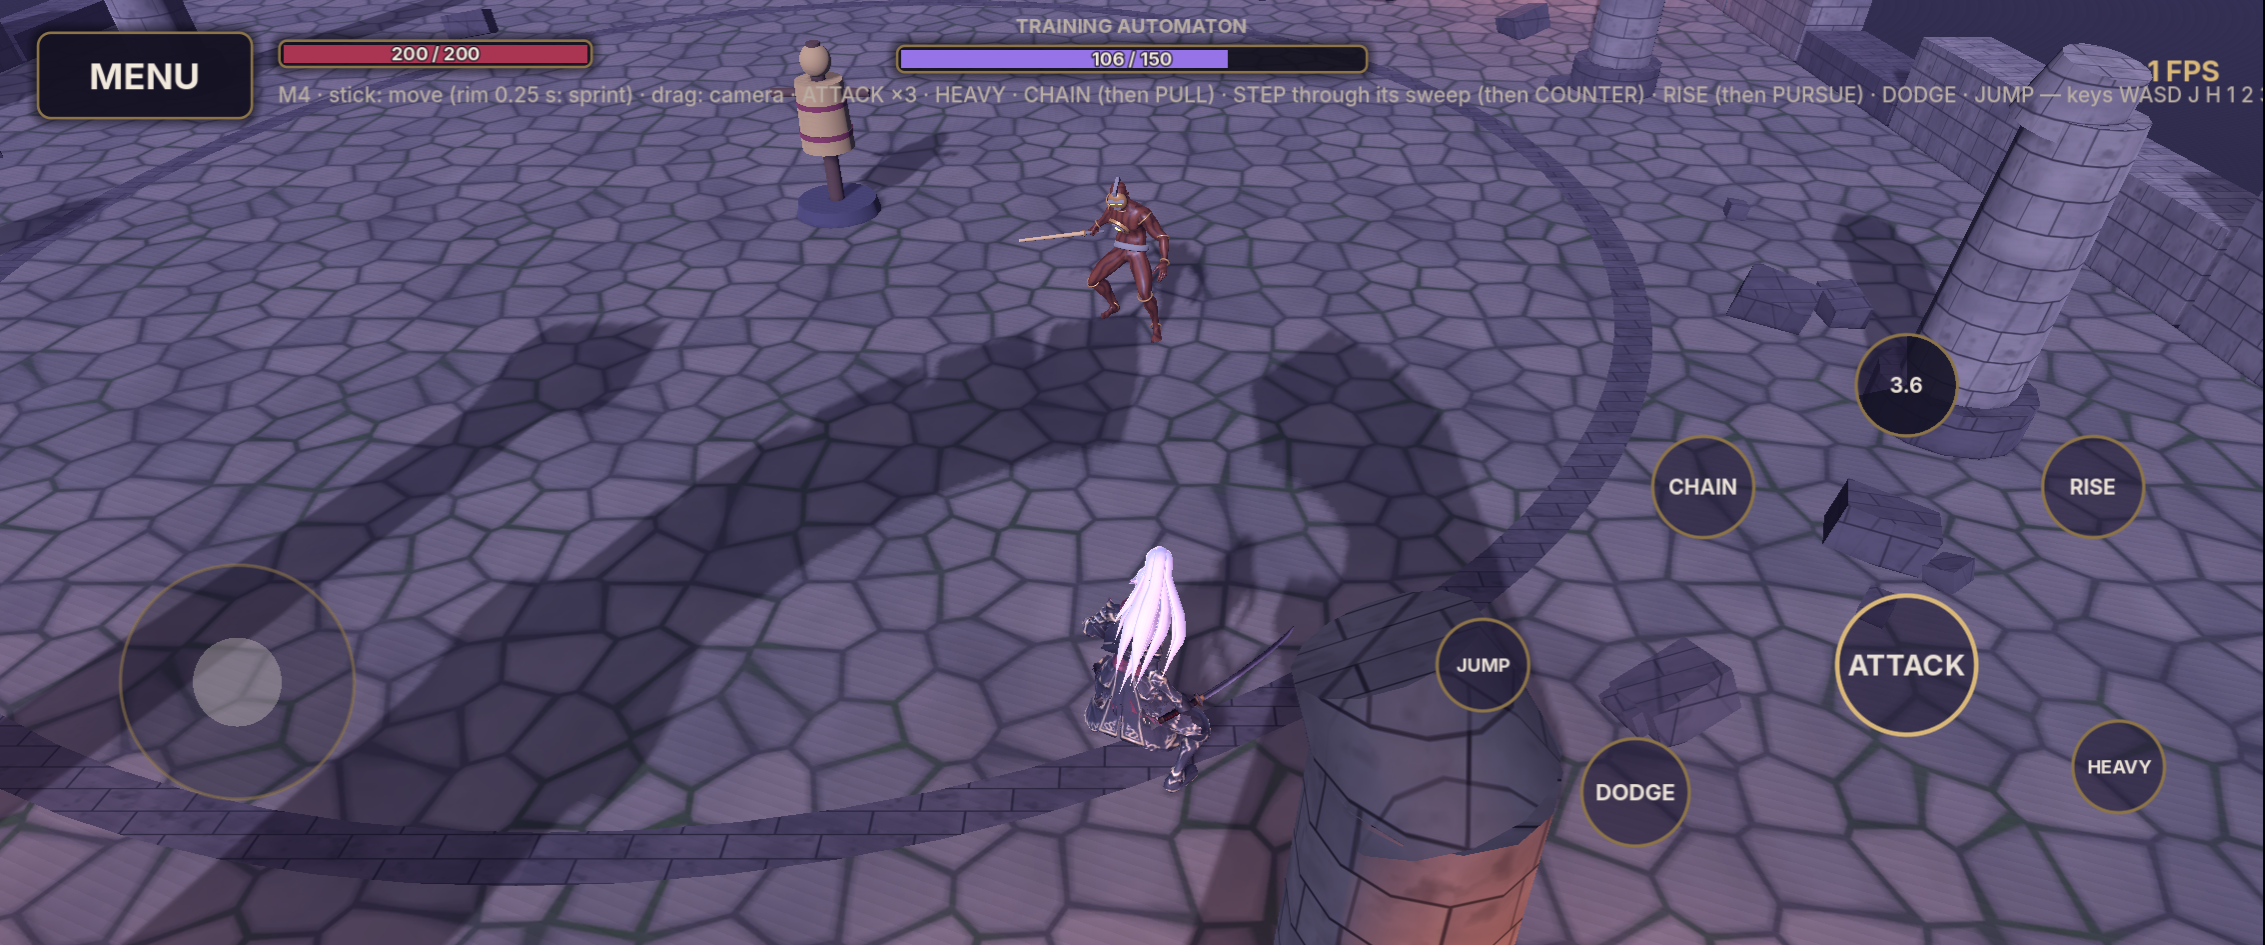 TRAINING AUTOMATON
MENU
200 / 200
106 / 150
1 FPS
M4 · stick: move (rim 0.25 s: sprint) · drag: camera · ATTACK ×3 · HEAVY · CHAIN (then PULL) · STEP through its sweep (then COUNTER) · RISE (then PURSUE) · DODGE · JUMP — keys WASD J H 1 2
3.6
CHAIN
RISE
JUMP
ATTACK
HEAVY
DODGE